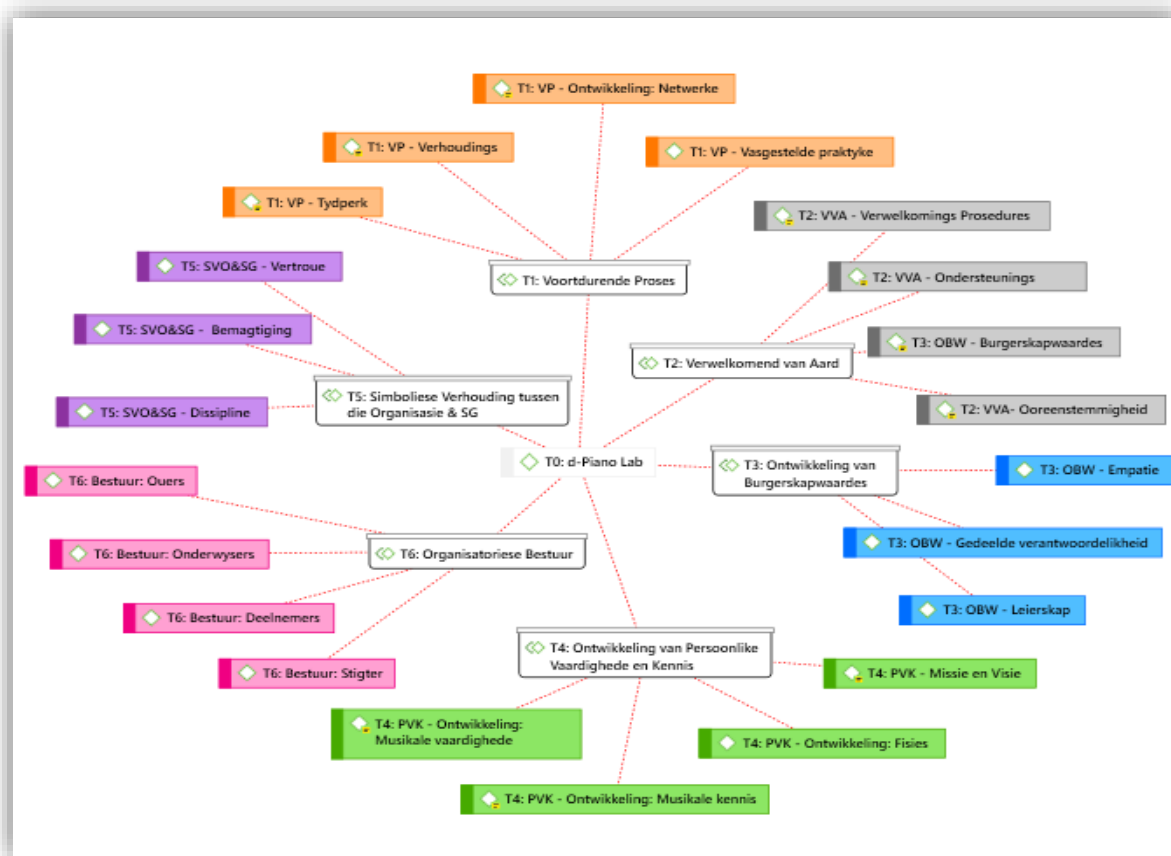 T1: VP - Ontwikkeling: Netwerke
T1: VP - Verhoudings
T1: VP - Vasgestelde praktyke
T1: VP - Tydperk
T2: VVA - Verwelkomings Prosedures
T5: SVO&SG - Vertroue
T1: Voortdurende Proses
T2: VVA - Ondersteunings
T5: SVO&SG -  Bemagtiging
T3: OBW - Burgerskapwaardes
T2: Verwelkomend van Aard
T5: Simboliese Verhouding tussen
die Organisasie & SG
T5: SVO&SG - Dissipline
T2: VVA- Ooreenstemmigheid
T0: d-Piano Lab
T3: Ontwikkeling van
Burgerskapwaardes
T3: OBW - Empatie
T6: Bestuur: Ouers
T3: OBW - Gedeelde verantwoordelikheid
T6: Bestuur: Onderwysers
T6: Organisatoriese Bestuur
T3: OBW - Leierskap
T6: Bestuur: Deelnemers
T4: Ontwikkeling van Persoonlike
Vaardighede en Kennis
T6: Bestuur: Stigter
T4: PVK - Missie en Visie
T4: PVK - Ontwikkeling:
Musikale vaardighede
T4: PVK - Ontwikkeling: Fisies
T4: PVK - Ontwikkeling: Musikale kennis